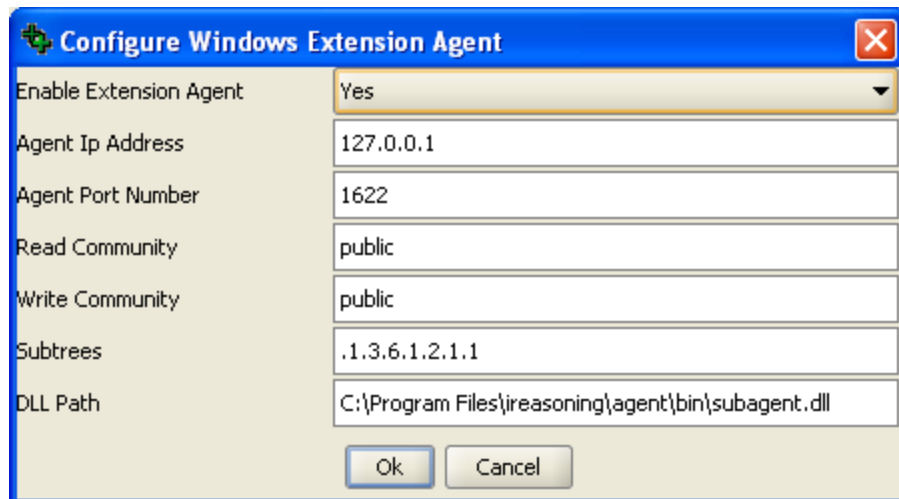 Configure Windows Extension Agent
Enable Extension Agent Yes
Agent Ip Address 127.0.0.1
Agent Port Number 1622
Read Community public
Write Community public
Subtrees .1.3.6.1.2.1.1
DLL Path C:\Program Files\ireasoning\agent\bin\subagent.dll
Ok Cancel